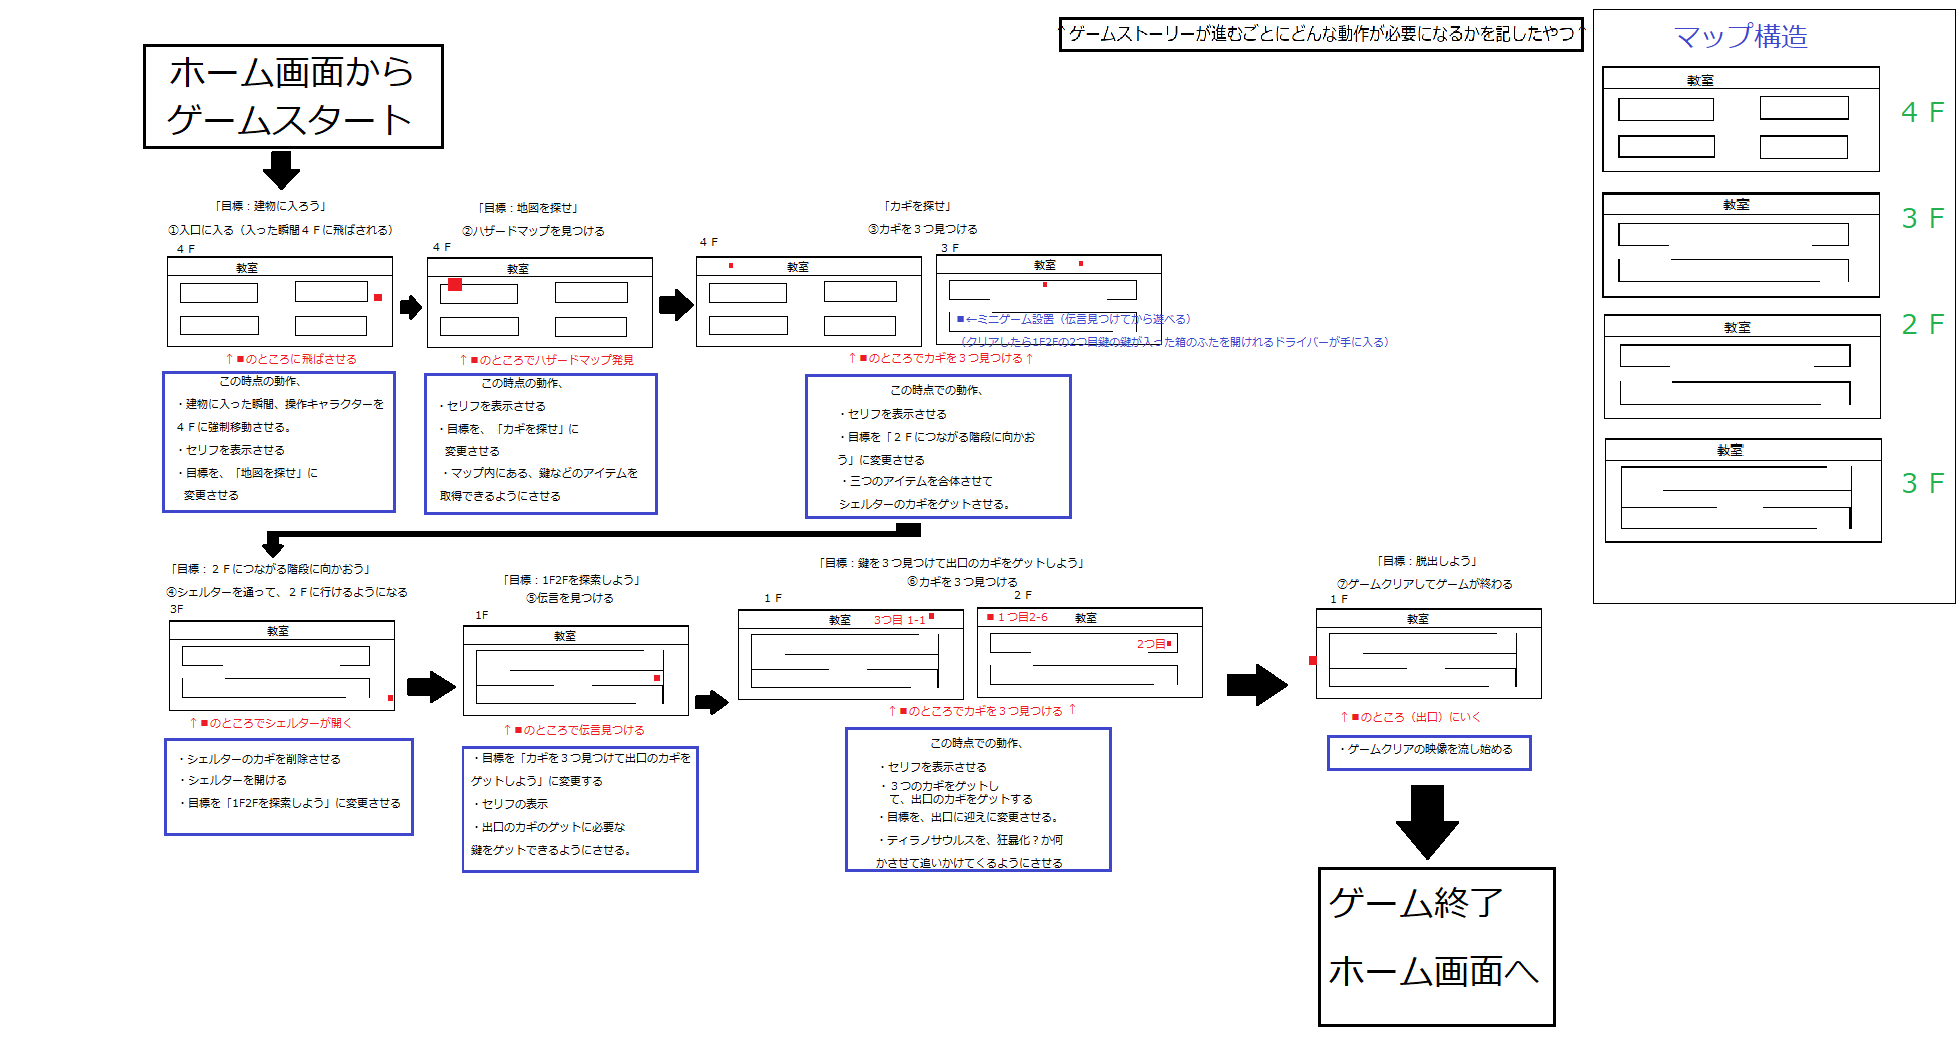 ↑ゲームストーリーが進むごとにどんな動作が必要になるかを記したやつ↑
ホーム画面から
ゲームスタート
「目標：建物に入ろう」
①入口に入る（入った瞬間４Ｆに飛ばされる）
４Ｆ
教室
↑■のところに飛ばさせる
この時点の動作、
・建物に入った瞬間、操作キャラクターを
４Ｆに強制移動させる。
・セリフを表示させる
・目標を、「地図を探せ」に
変更させる
「目標：地図を探せ」
②ハザードマップを見つける
４Ｆ
教室
↑■のところでハザードマップ発見
この時点の動作、
・セリフを表示させる
・目標を、「カギを探せ」に
変更させる
・マップ内にある、鍵などのアイテムを
取得できるようにさせる
「カギを探せ」
③カギを３つ見つける
４Ｆ
教室
３Ｆ
教室
■←ミニゲーム設置（伝言見つけてから遊べる）
（クリアしたら1F2Fの2つ目鍵の鍵が入った箱のふたを開けれるドライバーが手に入る）
↑■のところでカギを３つ見つける↑
この時点での動作、
・セリフを表示させる
・目標を「２Ｆにつながる階段に向かお
う」に変更させる
・三つのアイテムを合体させて
シェルターのカギをゲットさせる。
「目標：２Ｆにつながる階段に向かおう」
④シェルターを通って、２Ｆに行けるようになる
3F
教室
↑■のところでシェルターが開く
・シェルターのカギを削除させる
・シェルターを開ける
・目標を「1F2Fを探索しよう」に変更させる
「目標：1F2Fを探索しよう」
⑤伝言を見つける
1F
教室
↑■のところで伝言見つける
・目標を「カギを３つ見つけて出口のカギを
ゲットしよう」に変更する
・セリフの表示
・出口のカギのゲットに必要な
鍵をゲットできるようにさせる。
「目標：鍵を３つ見つけて出口のカギをゲットしよう」
⑥カギを３つ見つける
１Ｆ
教室 3つ目 1-1
２Ｆ
１つ目2-6 教室
2つ目
↑■のところでカギを３つ見つける ↑
この時点での動作、
・セリフを表示させる
・３つのカギをゲットし
て、出口のカギをゲットする
・目標を、出口に迎えに変更させる。
・ティラノサウルスを、狂暴化？か何
かさせて追いかけてくるようにさせる
「目標：脱出しよう」
⑦ゲームクリアしてゲームが終わる
１Ｆ
教室
↑■のところ（出口）にいく
・ゲームクリアの映像を流し始める
ゲーム終了
ホーム画面へ
マップ構造
教室
４Ｆ
教室
３Ｆ
教室
２Ｆ
教室
３Ｆ